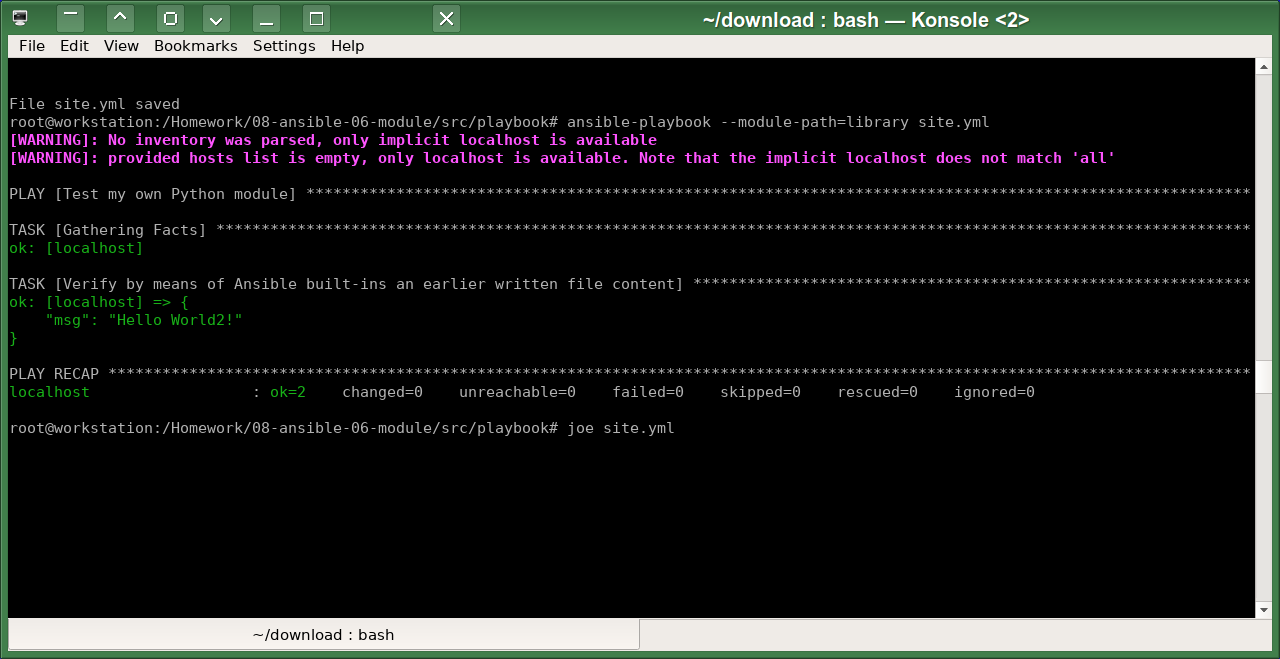 ~/download : bash — Konsole <2>
File Edit View Bookmarks Settings Help
File site.yml saved
root@workstation:/Homework/08-ansible-06-module/src/playbook# ansible-playbook --module-path=library site.yml
[WARNING]: No inventory was parsed, only implicit localhost is available
[WARNING]: provided hosts list is empty, only localhost is available. Note that the implicit localhost does not match 'all'
PLAY [Test my own Python module] *********************************************************************************************************
TASK [Gathering Facts] *******************************************************************************************************************
ok: [localhost]
TASK [Verify by means of Ansible built-ins an earlier written file content] **************************************************************
ok: [localhost] => {
    "msg": "Hello World2!"
}
PLAY RECAP *******************************************************************************************************************************
localhost                  : ok=2    changed=0    unreachable=0    failed=0    skipped=0    rescued=0    ignored=0
root@workstation:/Homework/08-ansible-06-module/src/playbook# joe site.yml
~/download : bash